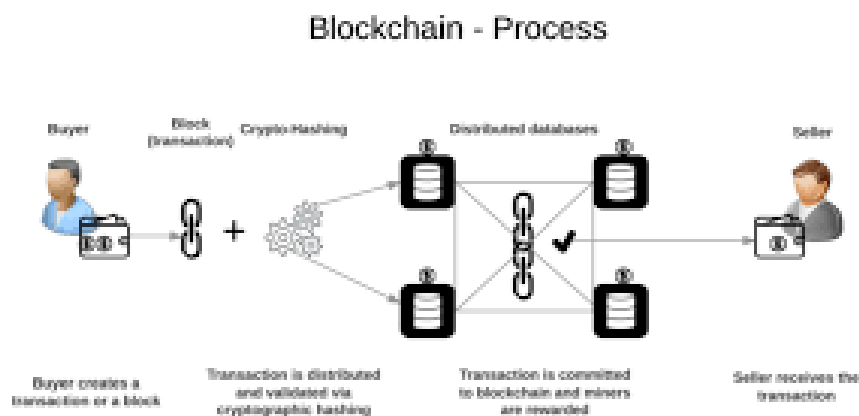 Blockchain - Process
Buyer
Block
(transaction)
Crypto-Hashing
Distributed databases
Seller
Buyer creates a
transaction or a block
Transaction is distributed
and validated via
cryptographic hashing
Transaction is committed
to blockchain and miners
are rewarded
Seller receives the
transaction